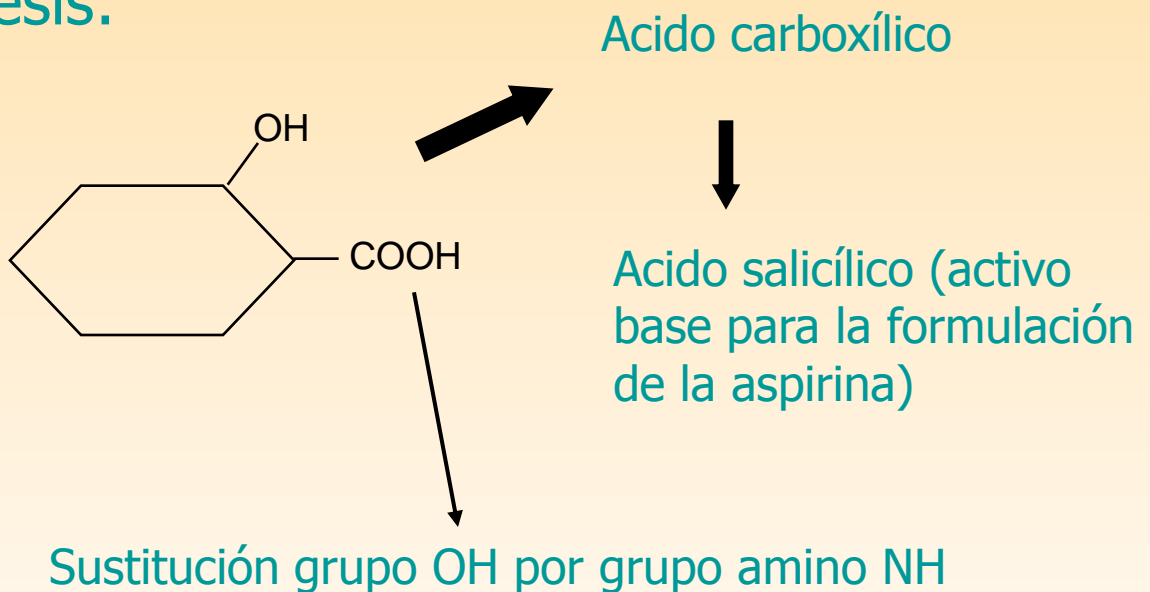 Acido carboxílico
OH
COOH
Acido salicílico (activo
base para la formulación
de la aspirina)
Sustitución grupo OH por grupo amino NH